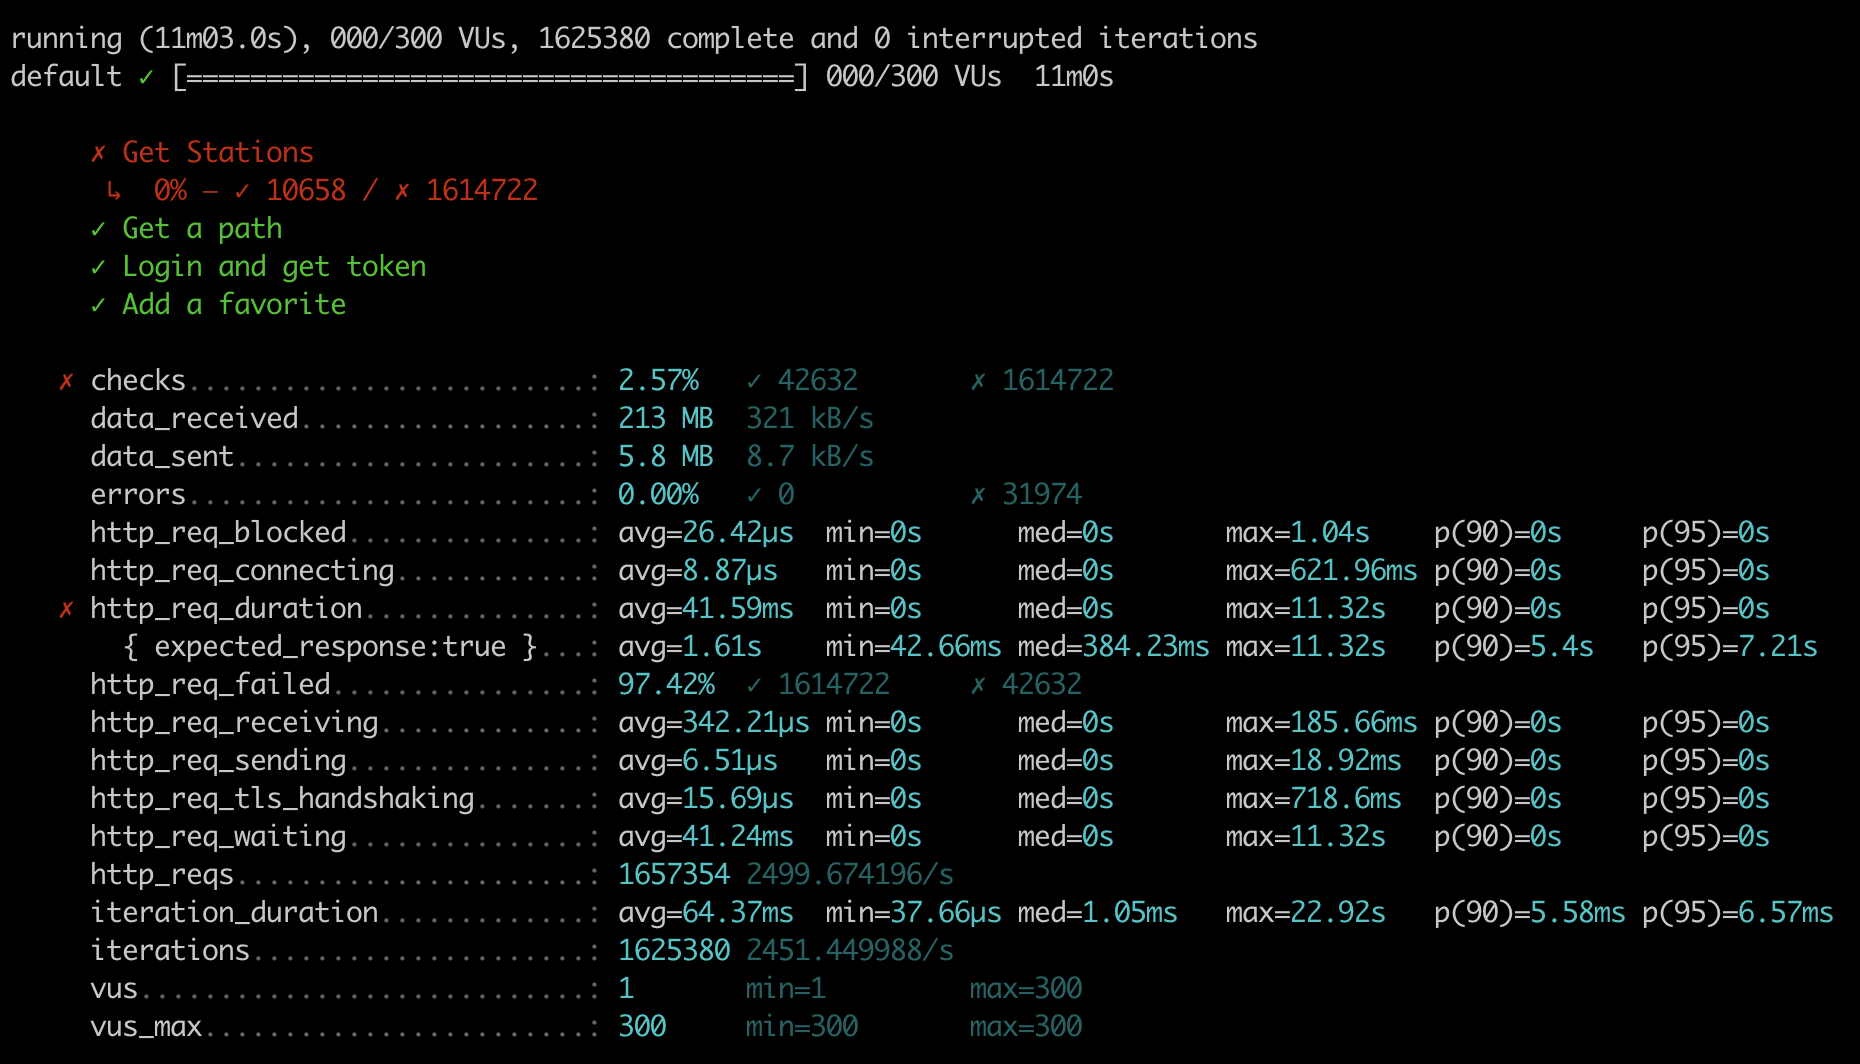 running (11m03.0s), 000/300 VUs, 1625380 complete and 0 interrupted iterations
default ✓ [======================================] 000/300 VUs  11m0s
✗ Get Stations
↳  0% — ✓ 10658 / ✗ 1614722
✓ Get a path
✓ Login and get token
✓ Add a favorite
✗ checks.........................: 2.57%   ✓ 42632       ✗ 1614722
data_received..................: 213 MB  321 kB/s
data_sent......................: 5.8 MB  8.7 kB/s
errors.........................: 0.00%   ✓ 0           ✗ 31974
http_req_blocked...............: avg=26.42µs  min=0s      med=0s       max=1.04s    p(90)=0s     p(95)=0s
http_req_connecting............: avg=8.87µs   min=0s      med=0s       max=621.96ms p(90)=0s     p(95)=0s
✗ http_req_duration..............: avg=41.59ms  min=0s      med=0s       max=11.32s   p(90)=0s     p(95)=0s
{ expected_response:true }...: avg=1.61s    min=42.66ms med=384.23ms max=11.32s   p(90)=5.4s   p(95)=7.21s
http_req_failed................: 97.42%  ✓ 1614722     ✗ 42632
http_req_receiving.............: avg=342.21µs min=0s      med=0s       max=185.66ms p(90)=0s     p(95)=0s
http_req_sending...............: avg=6.51µs   min=0s      med=0s       max=18.92ms  p(90)=0s     p(95)=0s
http_req_tls_handshaking.......: avg=15.69µs  min=0s      med=0s       max=718.6ms  p(90)=0s     p(95)=0s
http_req_waiting...............: avg=41.24ms  min=0s      med=0s       max=11.32s   p(90)=0s     p(95)=0s
http_reqs......................: 1657354 2499.674196/s
iteration_duration.............: avg=64.37ms  min=37.66µs med=1.05ms   max=22.92s   p(90)=5.58ms p(95)=6.57ms
iterations.....................: 1625380 2451.449988/s
vus............................: 1       min=1         max=300
vus_max........................: 300     min=300       max=300